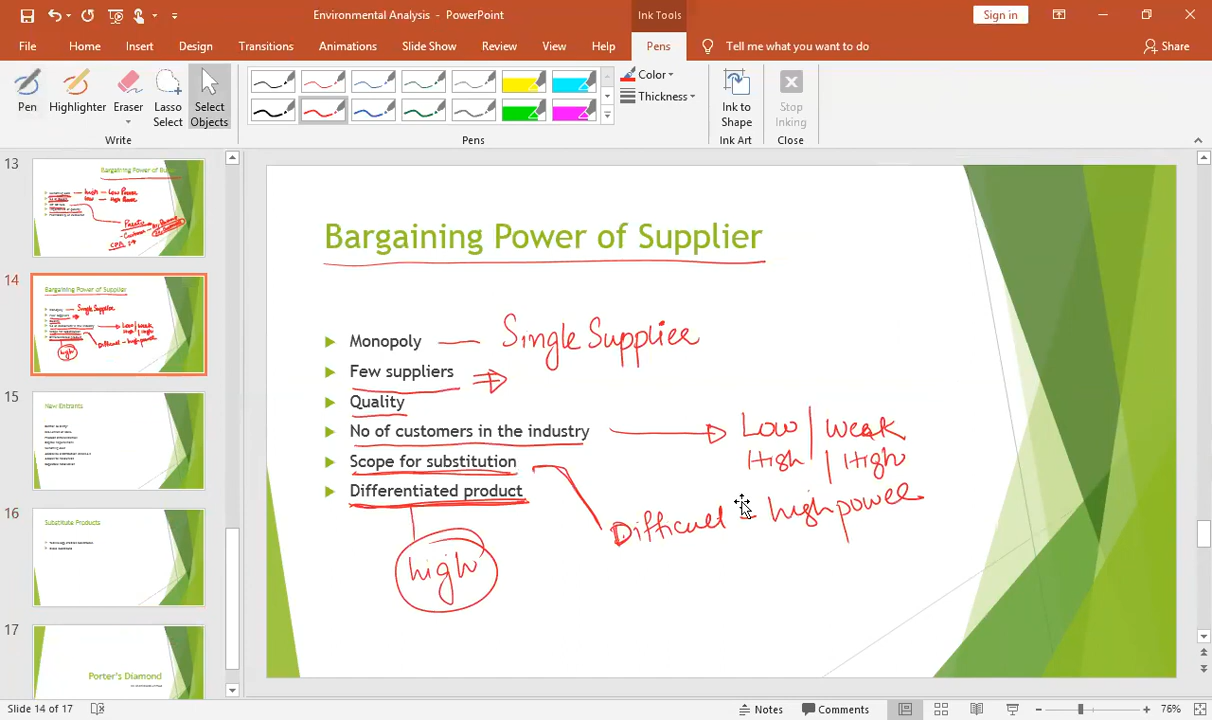 Environmental Analysis - PowerPoint
Ink Tools
Sign in
File Home Insert Design Transitions Animations Slide Show Review View Help Pens Tell me what you want to do Share
Pen Highlighter Eraser Lasso Select Select Objects
Color
Thickness
Ink to Shape
Stop Inking
Write Pens Ink Art Close
13
14
Bargaining Power of Supplier
15
New Entrants
16
Substitute Products
17
Porter's Diamond
Bargaining Power of Supplier
Monopoly — Single Supplier
Few suppliers
Quality
No of customers in the industry
Low | Weak
High | High
Scope for substitution
Difficult - high power
Differentiated product
high
Slide 14 of 17
Notes Comments 76%